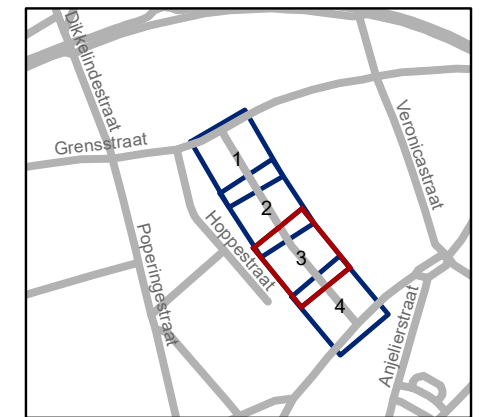 Dikkelindestraat
Grensstraat
Veronicastraat
Poperingestraat
Hoppestraat
Anjelierstraat
1
2
3
4